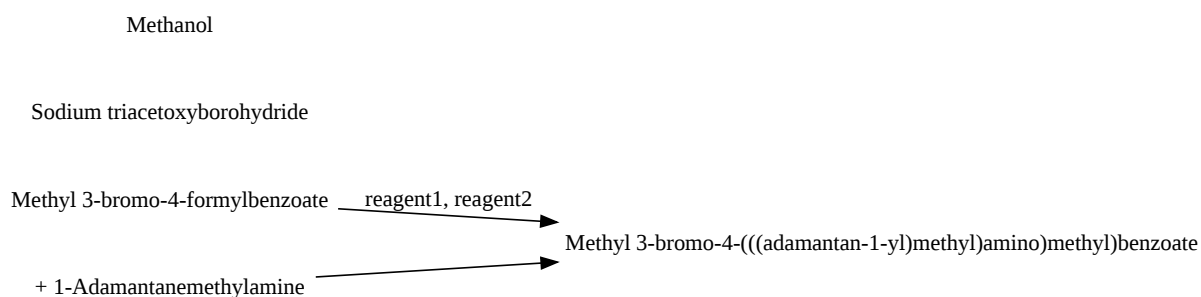 Methanol
Sodium triacetoxyborohydride
Methyl 3-bromo-4-formylbenzoate
reagent1, reagent2
Methyl 3-bromo-4-(((adamantan-1-yl)methyl)amino)methyl)benzoate
+ 1-Adamantanemethylamine